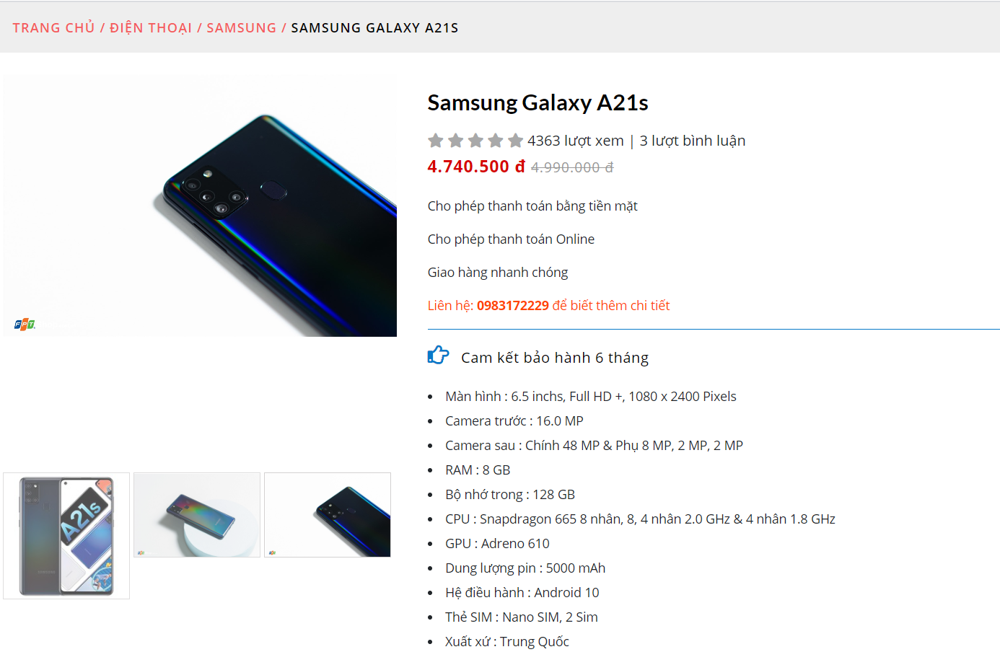 TRANG CHỦ / ĐIỆN THOẠI / SAMSUNG / SAMSUNG GALAXY A21S
Samsung Galaxy A21s
4363 lượt xem | 3 lượt bình luận
4.740.500 đ 4.990.000 đ
Cho phép thanh toán bằng tiền mặt
Cho phép thanh toán Online
Giao hàng nhanh chóng
Liên hệ: 0983172229 để biết thêm chi tiết
FPT
Cam kết bảo hành 6 tháng
Màn hình : 6.5 inchs, Full HD +, 1080 x 2400 Pixels
Camera trước : 16.0 MP
Camera sau : Chính 48 MP & Phụ 8 MP, 2 MP, 2 MP
RAM : 8 GB
Bộ nhớ trong : 128 GB
CPU : Snapdragon 665 8 nhân, 8, 4 nhân 2.0 GHz & 4 nhân 1.8 GHz
GPU : Adreno 610
Dung lượng pin : 5000 mAh
Hệ điều hành : Android 10
Thẻ SIM : Nano SIM, 2 Sim
Xuất xứ : Trung Quốc
A21s
SAMSUNG